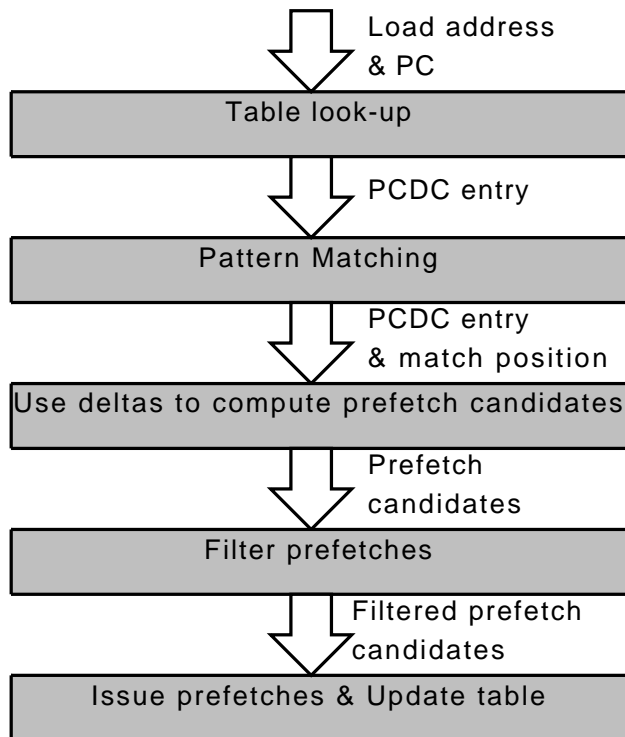 Load address
& PC
Table look-up
PCDC entry
Pattern Matching
PCDC entry
& match position
Use deltas to compute prefetch candidates
Prefetch
candidates
Filter prefetches
Filtered prefetch
candidates
Issue prefetches & Update table